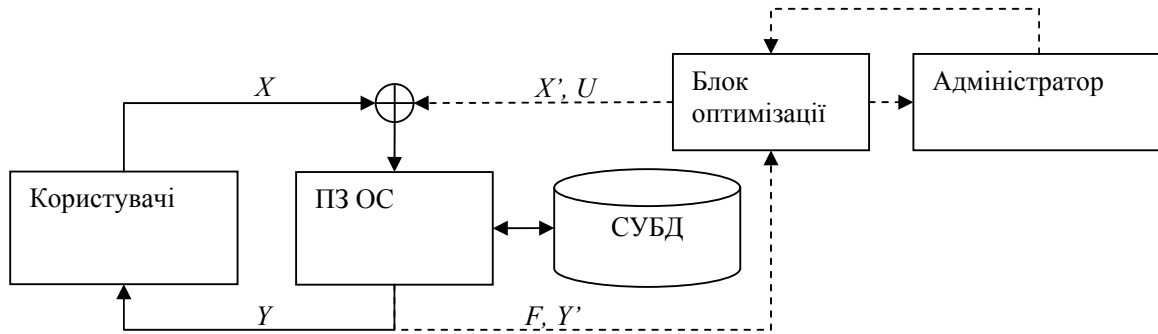 X
X’, U
Блок
оптимізації
Адміністратор
Користувачі
ПЗ ОС
СУБД
Y
F, Y’